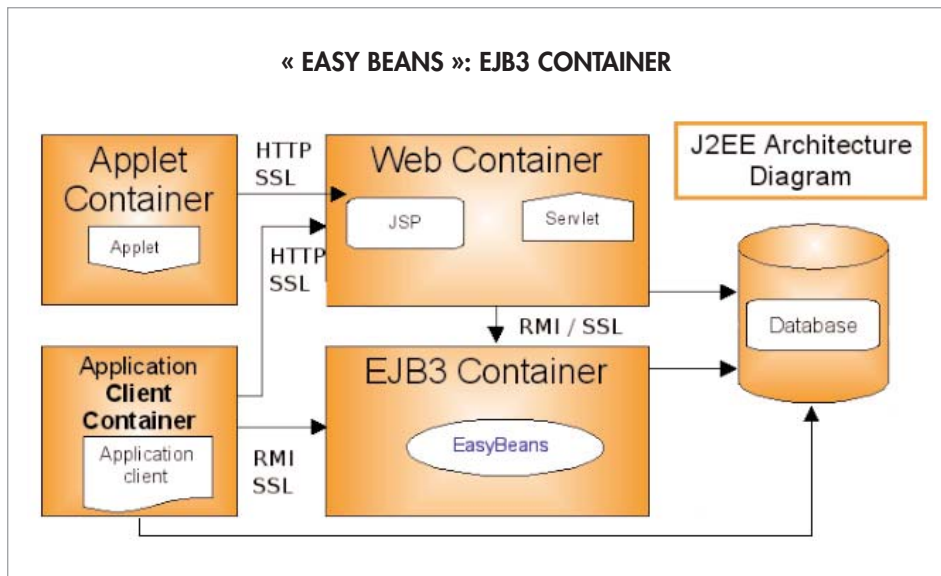 « EASY BEANS »: EJB3 CONTAINER
Applet
Container
Applet
HTTP
SSL
Web Container
JSP
Servlet
J2EE Architecture
Diagram
HTTP
SSL
RMI / SSL
Database
Application
Client
Container
Application
client
RMI
SSL
EJB3 Container
EasyBeans